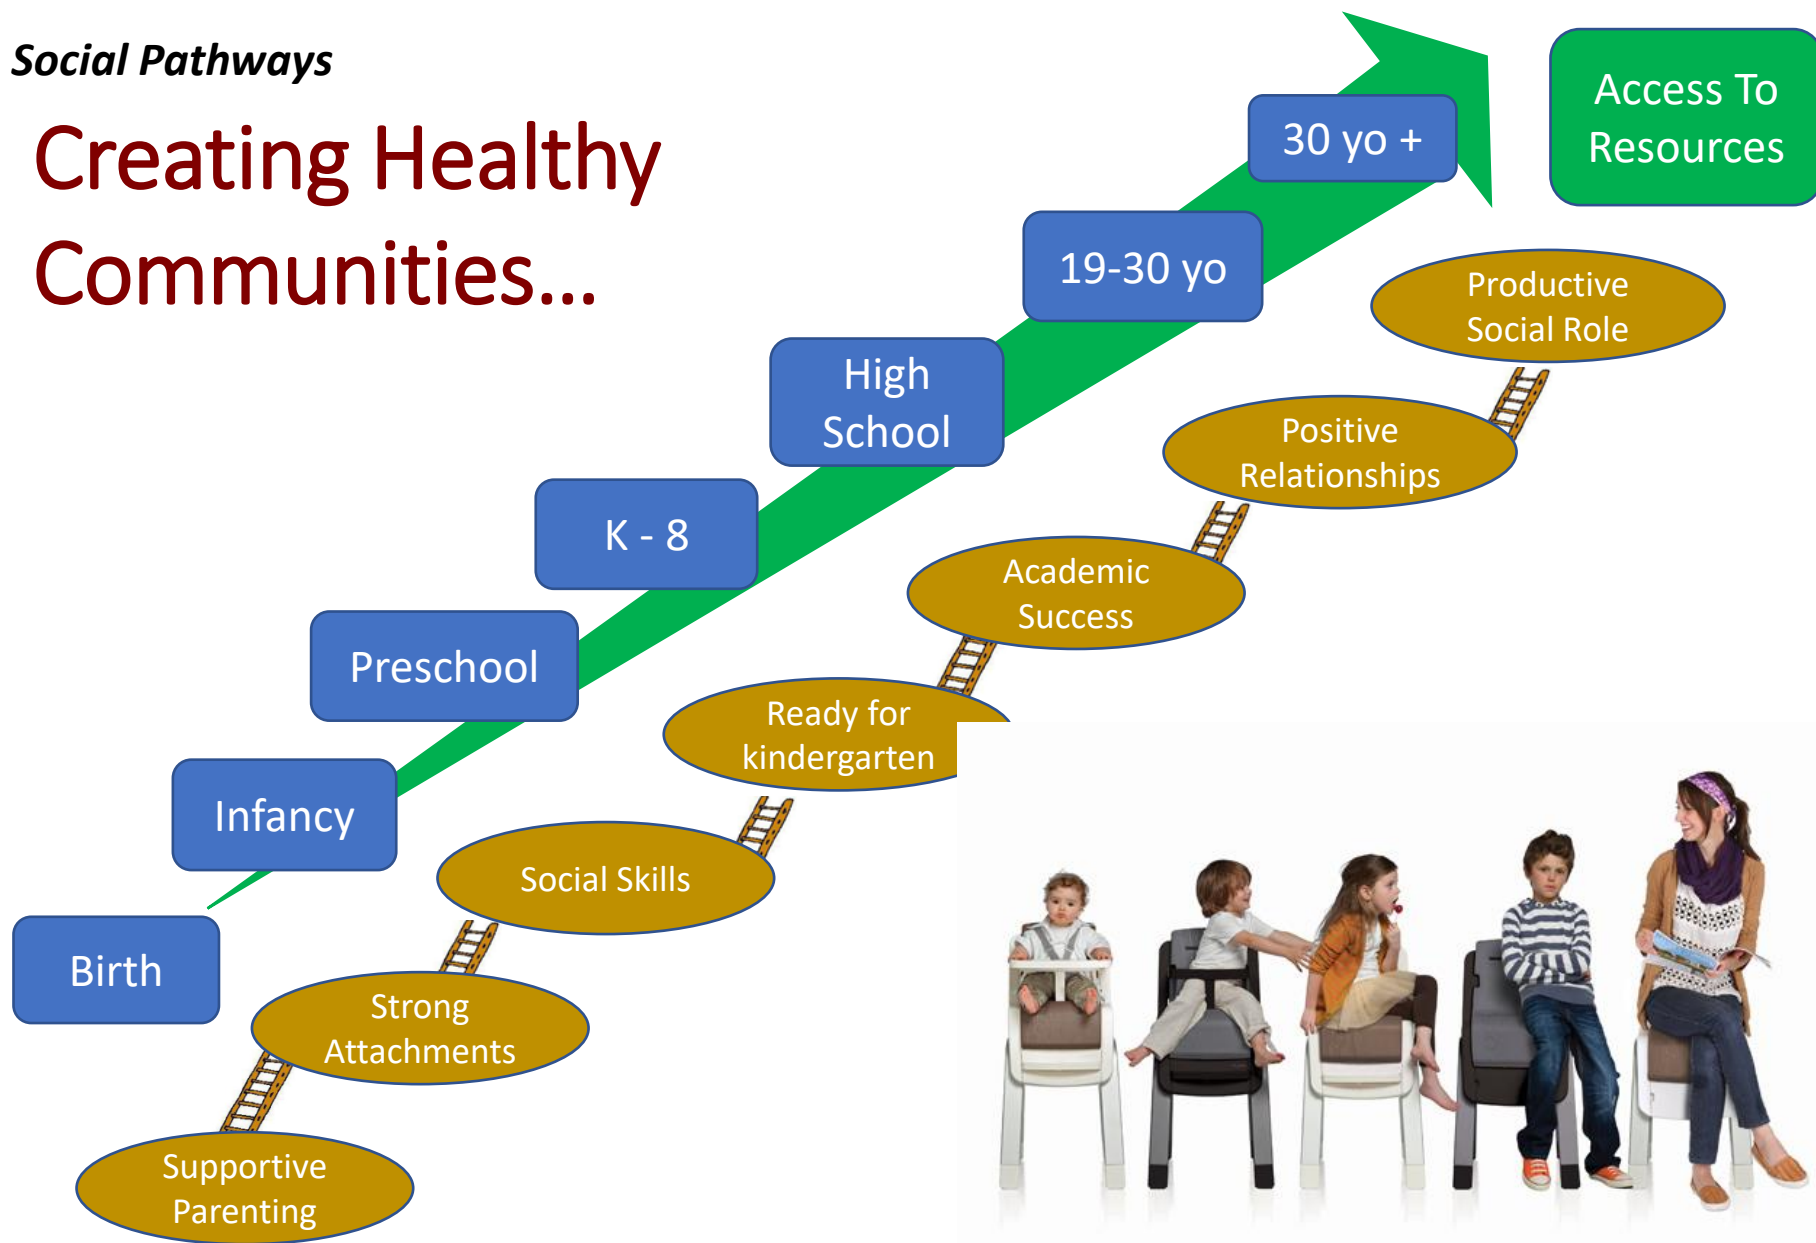 Social Pathways
Creating Healthy
Communities...
Access To
Resources
30 yo +
19-30 yo
High
School
K - 8
Preschool
Infancy
Birth
Productive
Social Role
Positive
Relationships
Academic
Success
Ready for
kindergarten
Social Skills
Strong
Attachments
Supportive
Parenting